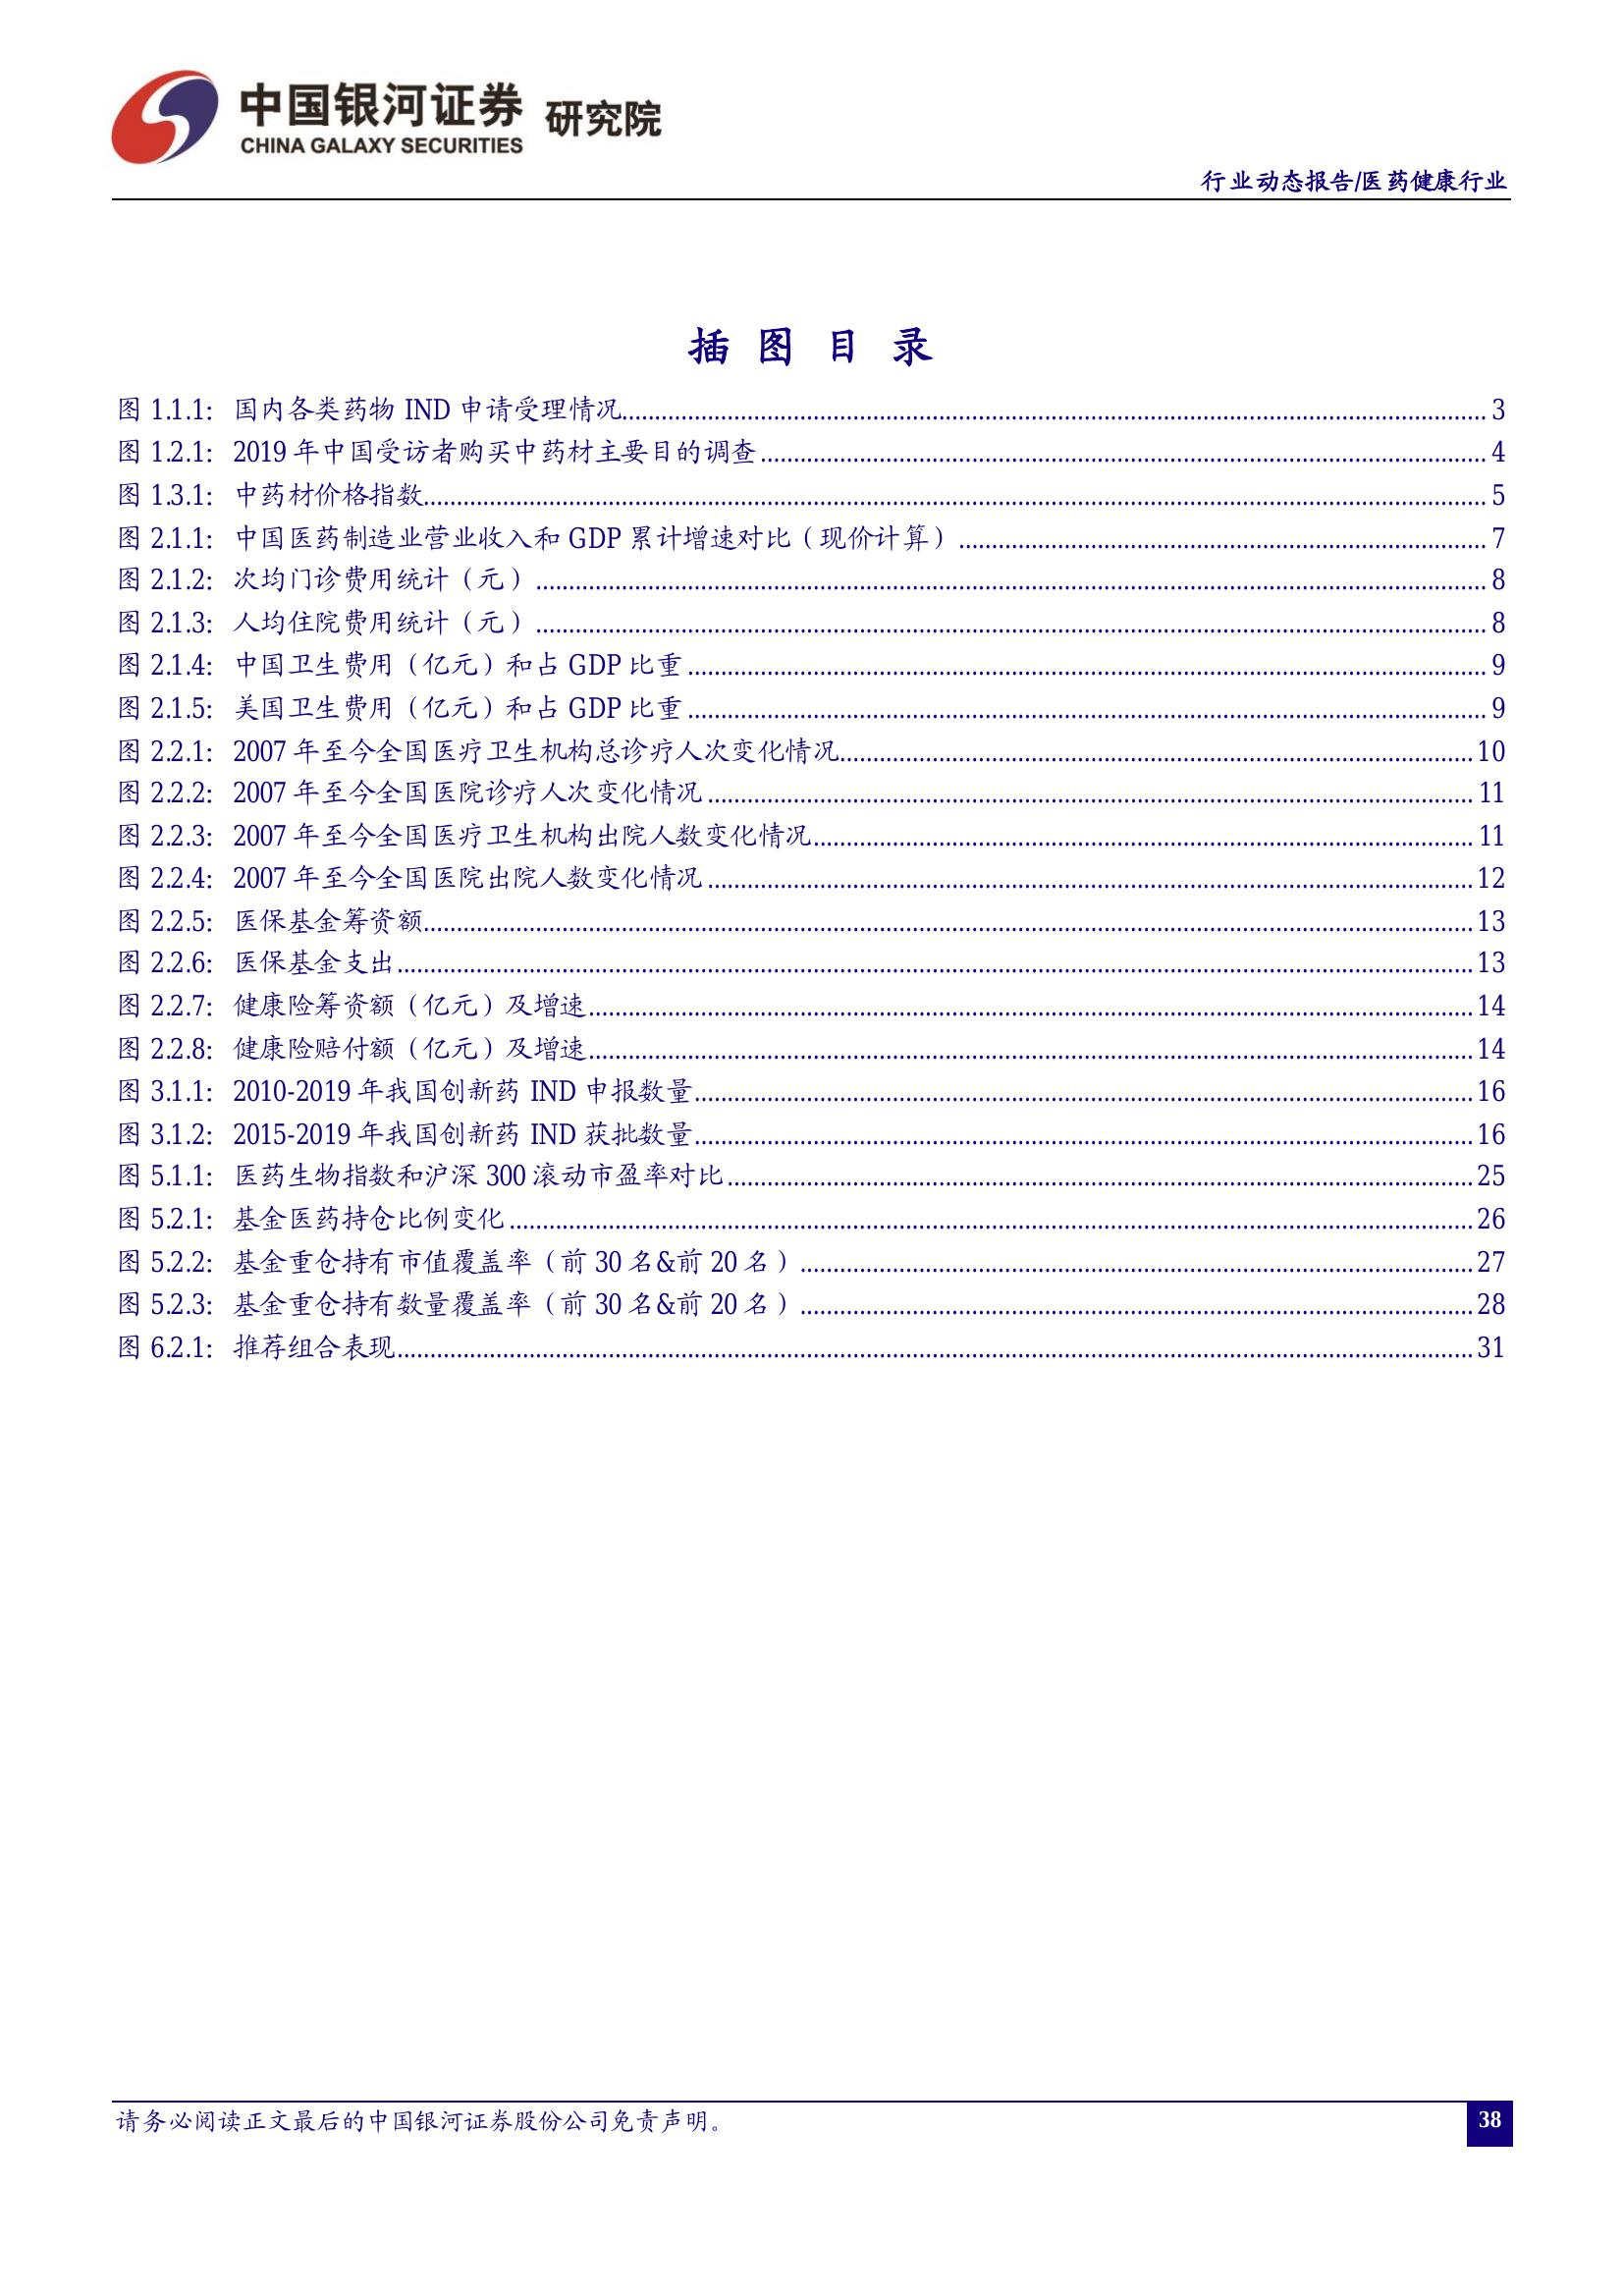 中国银河证券 研究院
CHINA GALAXY SECURITIES
行业动态报告/医药健康行业
插 图 目 录
图 1.1.1: 国内各类药物 IND 申请受理情况........................................ 3
图 1.2.1: 2019 年中国受访者购买中药材主要目的调查........................................ 4
图 1.3.1: 中药材价格指数........................................ 5
图 2.1.1: 中国医药制造业营业收入和 GDP 累计增速对比（现价计算）........................................ 7
图 2.1.2: 次均门诊费用统计（元）........................................ 8
图 2.1.3: 人均住院费用统计（元）........................................ 8
图 2.1.4: 中国卫生费用（亿元）和占 GDP 比重........................................ 9
图 2.1.5: 美国卫生费用（亿元）和占 GDP 比重........................................ 9
图 2.2.1: 2007 年至今全国医疗卫生机构总诊疗人次变化情况........................................ 10
图 2.2.2: 2007 年至今全国医院诊疗人次变化情况........................................ 11
图 2.2.3: 2007 年至今全国医疗卫生机构出院人数变化情况........................................ 11
图 2.2.4: 2007 年至今全国医院出院人数变化情况........................................ 12
图 2.2.5: 医保基金筹资额........................................ 13
图 2.2.6: 医保基金支出........................................ 13
图 2.2.7: 健康险筹资额（亿元）及增速........................................ 14
图 2.2.8: 健康险赔付额（亿元）及增速........................................ 14
图 3.1.1: 2010-2019 年我国创新药 IND 申报数量........................................ 16
图 3.1.2: 2015-2019 年我国创新药 IND 获批数量........................................ 16
图 5.1.1: 医药生物指数和沪深 300 滚动市盈率对比........................................ 25
图 5.2.1: 基金医药持仓比例变化........................................ 26
图 5.2.2: 基金重仓持有市值覆盖率（前 30 名&前 20 名）........................................ 27
图 5.2.3: 基金重仓持有数量覆盖率（前 30 名&前 20 名）........................................ 28
图 6.2.1: 推荐组合表现........................................ 31
请务必阅读正文最后的中国银河证券股份公司免责声明。
38